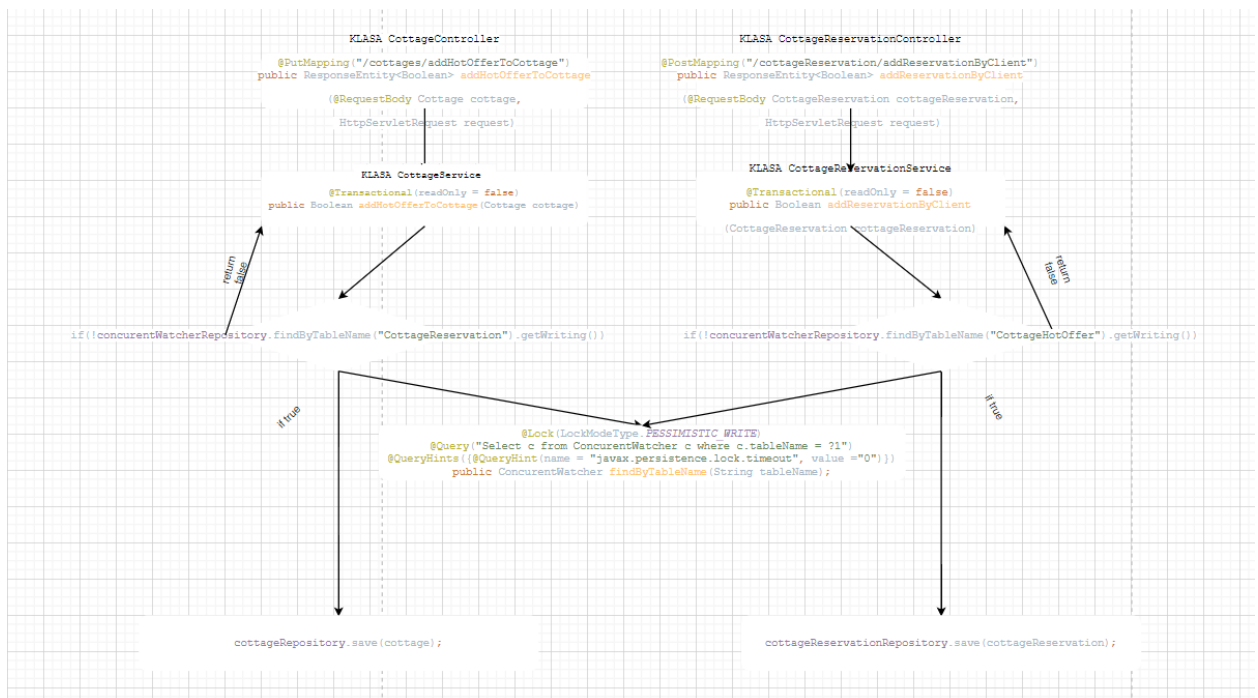 KLASA CottageController
@PutMapping("/cottages/addHotOfferToCottage")
public ResponseEntity<Boolean> addHotOfferToCottage
(@RequestBody Cottage cottage,
HttpServletRequest request)
KLASA CottageReservationController
@PostMapping("/cottageReservation/addReservationByClient")
public ResponseEntity<Boolean> addReservationByClient
(@RequestBody CottageReservation cottageReservation,
HttpServletRequest request)
KLASA CottageService
@Transactional(readOnly = false)
public Boolean addHotOfferToCottage(Cottage cottage)
KLASA CottageReservationService
@Transactional(readOnly = false)
public Boolean addReservationByClient
(CottageReservation cottageReservation)
return
false
return
false
if(!concurentWatcherRepository.findByTableName("CottageReservation").getWriting())
if(!concurentWatcherRepository.findByTableName("CottageHotOffer").getWriting())
if true
if true
@Lock(LockModeType.PESSIMISTIC_WRITE)
@Query("Select c from ConcurentWatcher c where c.tableName = ?1")
@QueryHints({@QueryHint(name = "javax.persistence.lock.timeout", value ="0")})
public ConcurentWatcher findByTableName(String tableName);
cottageRepository.save(cottage);
cottageReservationRepository.save(cottageReservation);